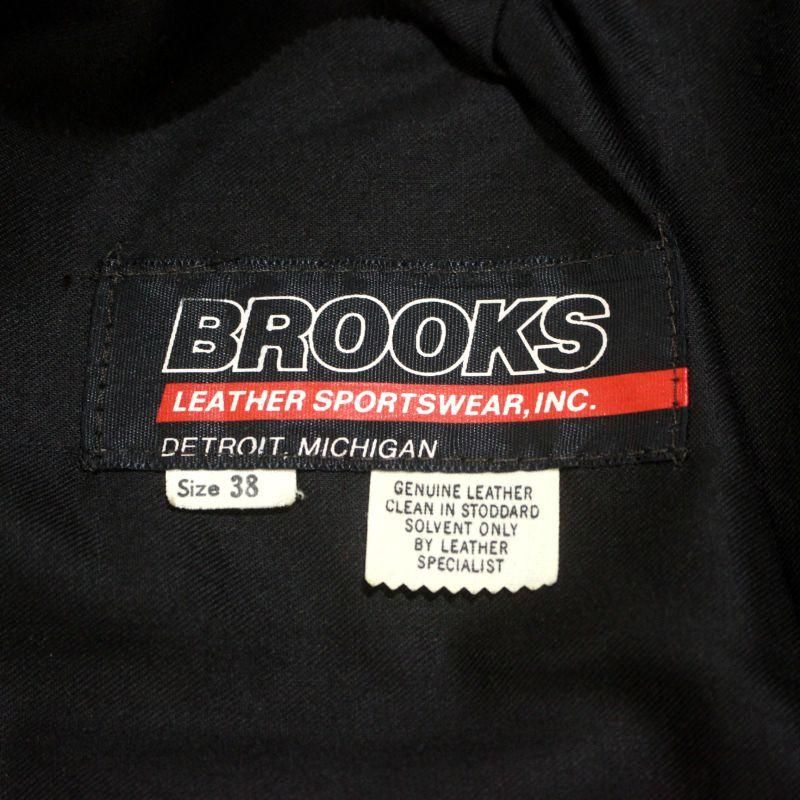 BROOKS
LEATHER SPORTSWEAR, INC.
DETROIT, MICHIGAN
Size 38
GENUINE LEATHER
CLEAN IN STODDARD
SOLVENT ONLY
BY LEATHER
SPECIALIST